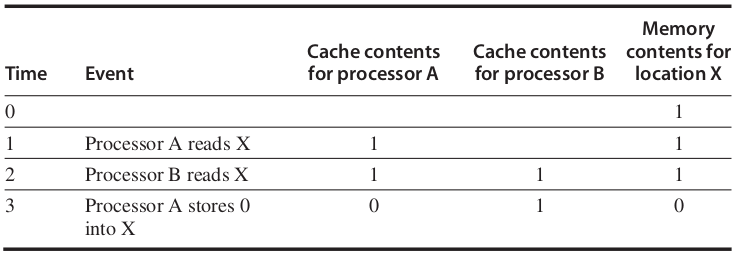 Memory
Cache contents Cache contents contents for
Time Event for processor A for processor B location X
0 1
1 Processor A reads X 1 1
2 Processor B reads X 1 1 1
3 Processor A stores 0 0 1 0
into X